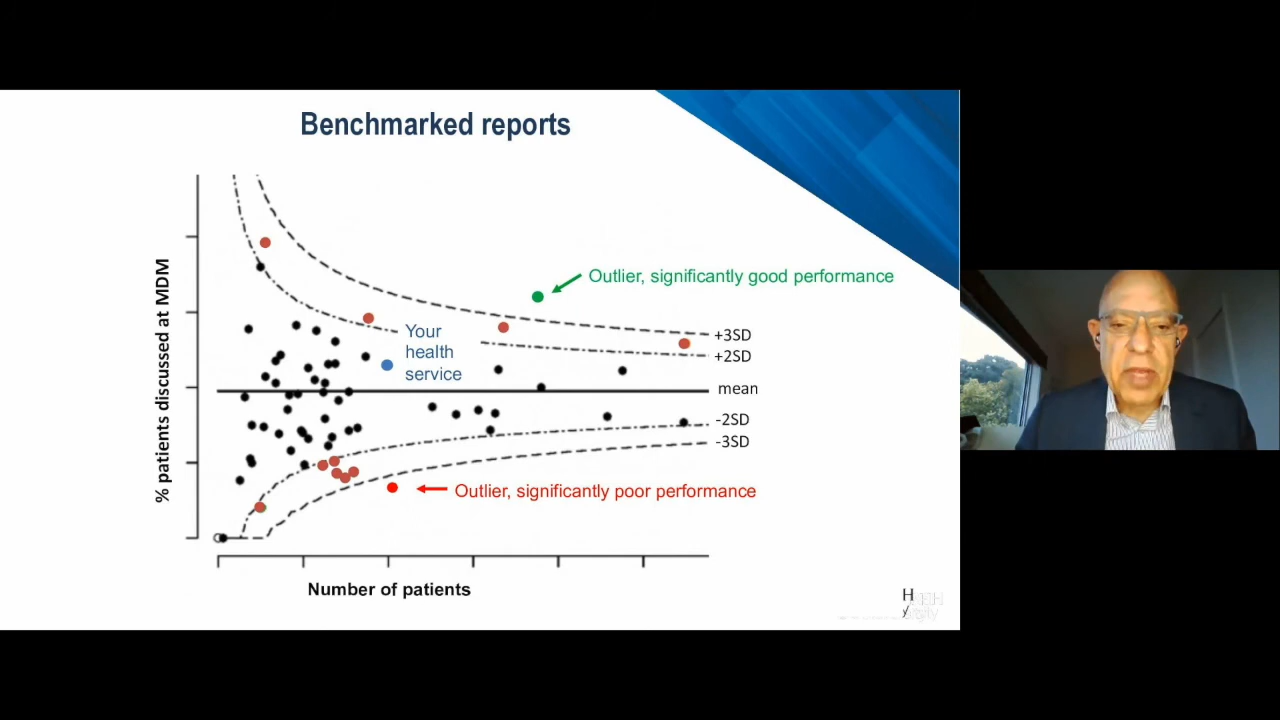 Benchmarked reports
% patients discussed at MDM
Outlier, significantly good performance
Your
health
service
+3SD
+2SD
mean
-2SD
-3SD
Outlier, significantly poor performance
Number of patients